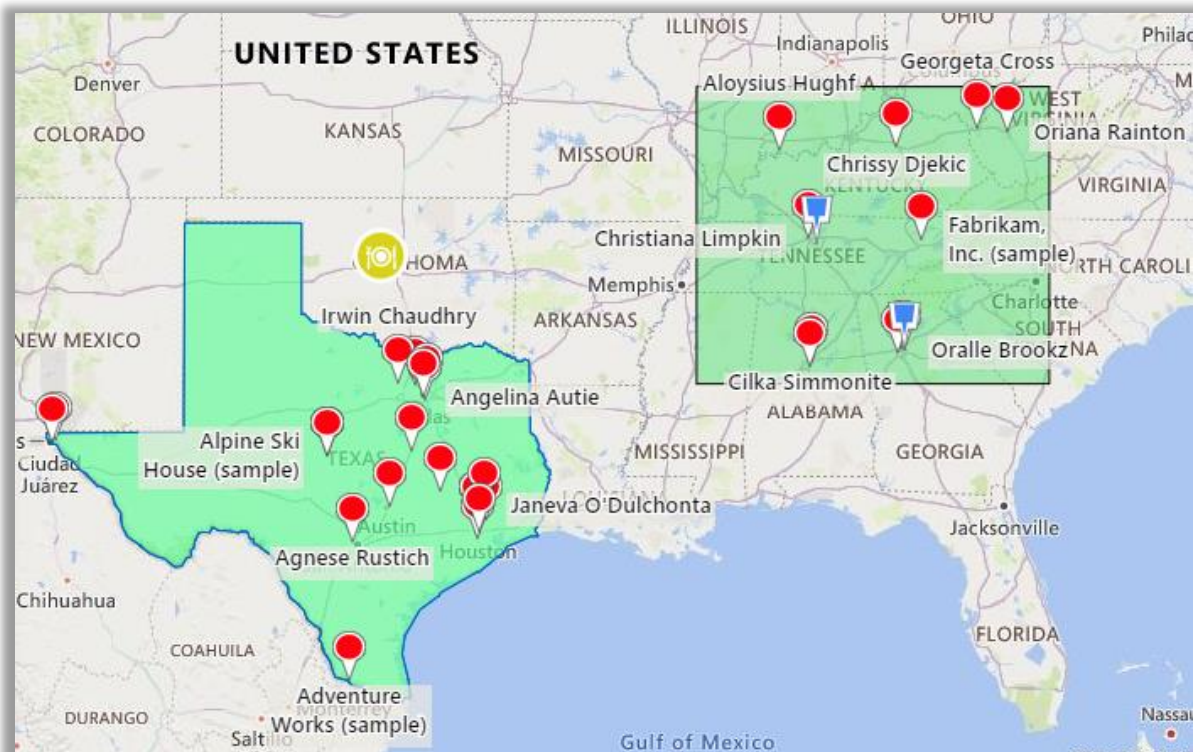 ILLINOIS
OHIO
UNITED STATES
Indianapolis
Philad
Denver
Georgeta Cross
Aloysius Hughf
WEST
VIRGINIA
COLORADO
KANSAS
Oriana Rainton
MISSOURI
Chrissy Djekic
KENTUCKY
VIRGINIA
Christiana Limpkin
Fabrikam,
Inc. (sample)
TENNESSEE
HOMA
RTH CAROLI
Memphis
Charlotte
Irwin Chaudhry
ARKANSAS
SOUTH
NA
NEW MEXICO
Oralle Brookz
Cilka Simmonite
Angelina Autie
ALABAMA
Alpine Ski
House (sample)
TEXAS
MISSISSIPPI
GEORGIA
Ciudad
Juárez
Janeva O'Dulchonta
Austin
Jacksonville
Houston
Agnese Rustich
Chihuahua
FLORIDA
COAHUILA
Adventure
Works (sample)
Monterrey
DURANGO
Saltillo
Nassau
Gulf of Mexico